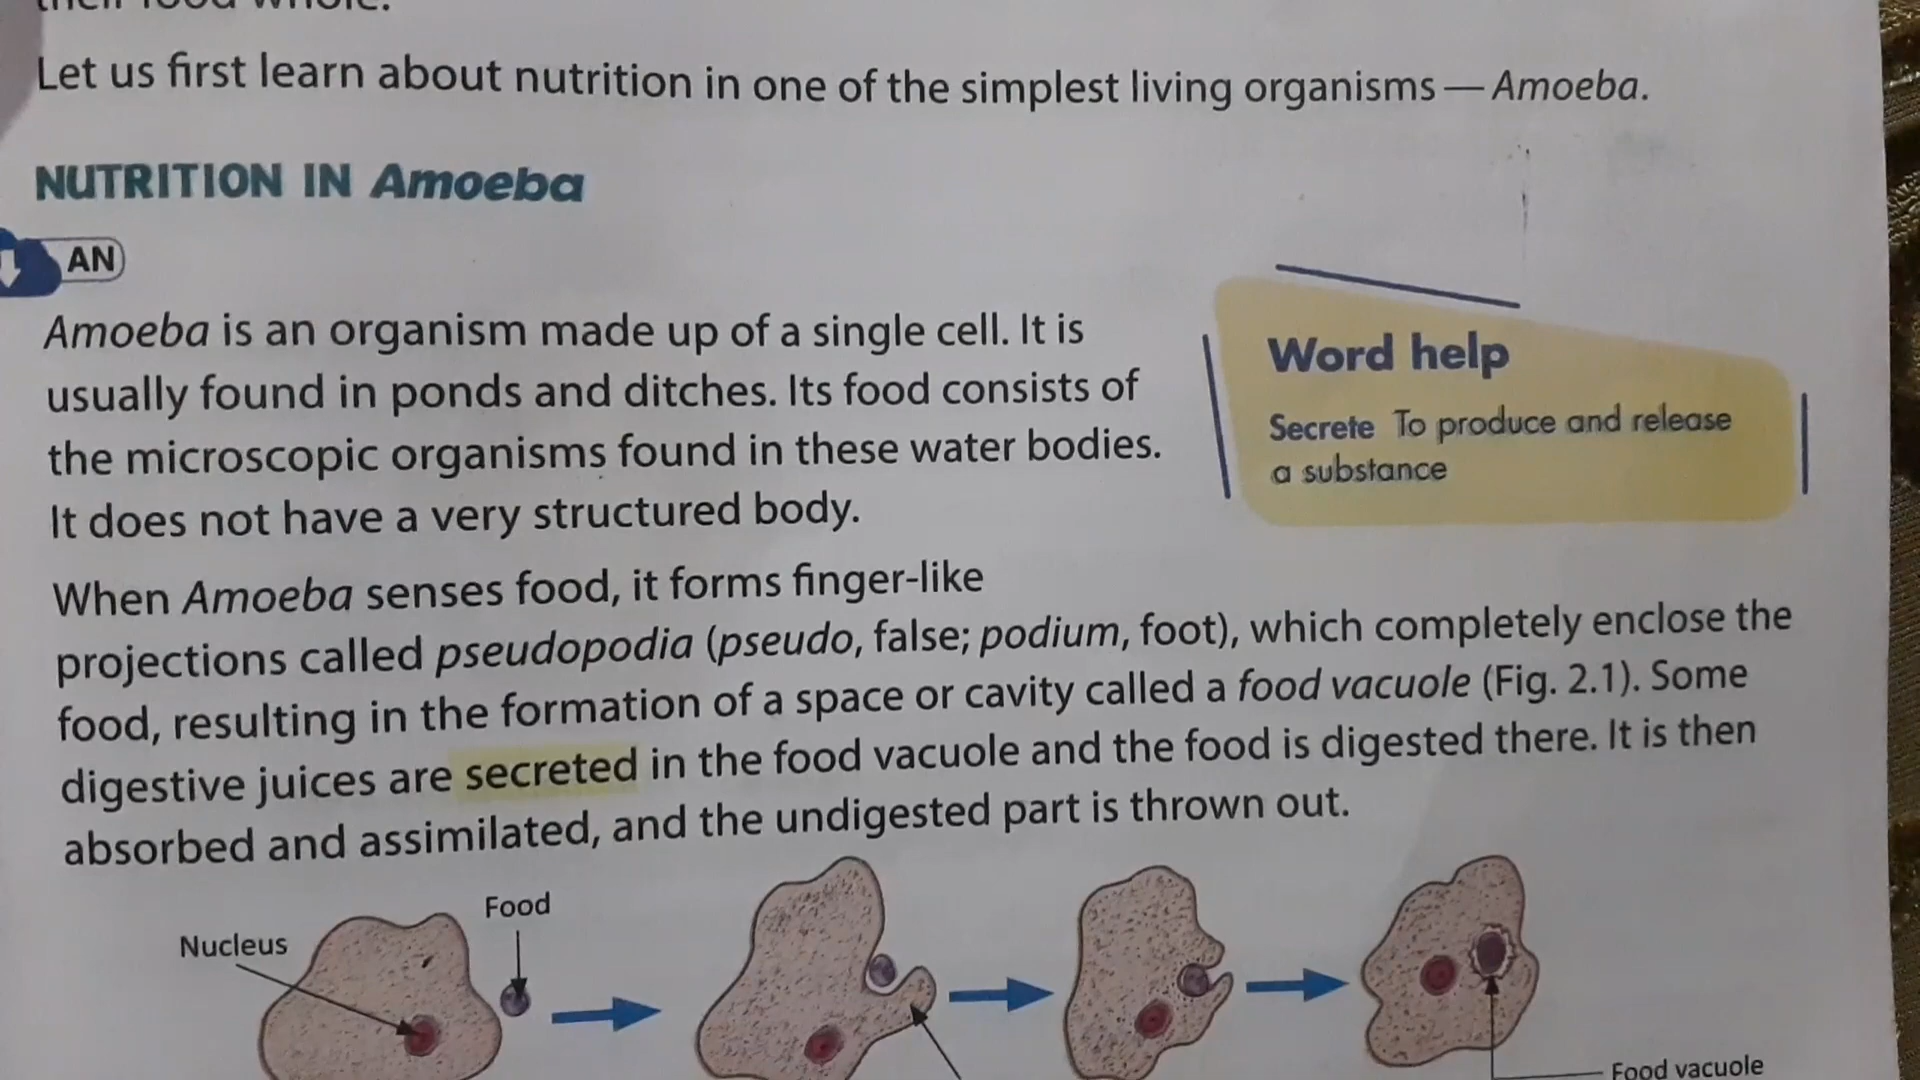 their food whole.
Let us first learn about nutrition in one of the simplest living organisms — Amoeba.
NUTRITION IN Amoeba
AN
Amoeba is an organism made up of a single cell. It is
usually found in ponds and ditches. Its food consists of
the microscopic organisms found in these water bodies.
It does not have a very structured body.
Word help
Secrete To produce and release
a substance
When Amoeba senses food, it forms finger-like
projections called pseudopodia (pseudo, false; podium, foot), which completely enclose the
food, resulting in the formation of a space or cavity called a food vacuole (Fig. 2.1). Some
digestive juices are secreted in the food vacuole and the food is digested there. It is then
absorbed and assimilated, and the undigested part is thrown out.
Food
Nucleus
Food vacuole